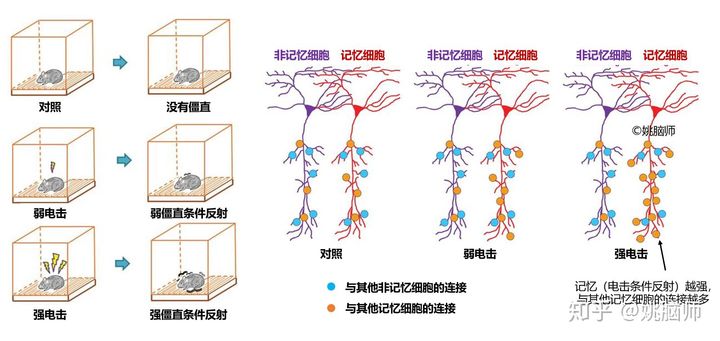 非记忆细胞 记忆细胞
非记忆细胞 记忆细胞
非记忆细胞 记忆细胞
对照
没有僵直
©姚脑师
弱电击
弱僵直条件反射
对照
弱电击
强电击
与其他非记忆细胞的连接
与其他记忆细胞的连接
记忆（电击条件反射）越强，
与其他记忆细胞的连接越多
强电击
强僵直条件反射
知乎 @姚脑师